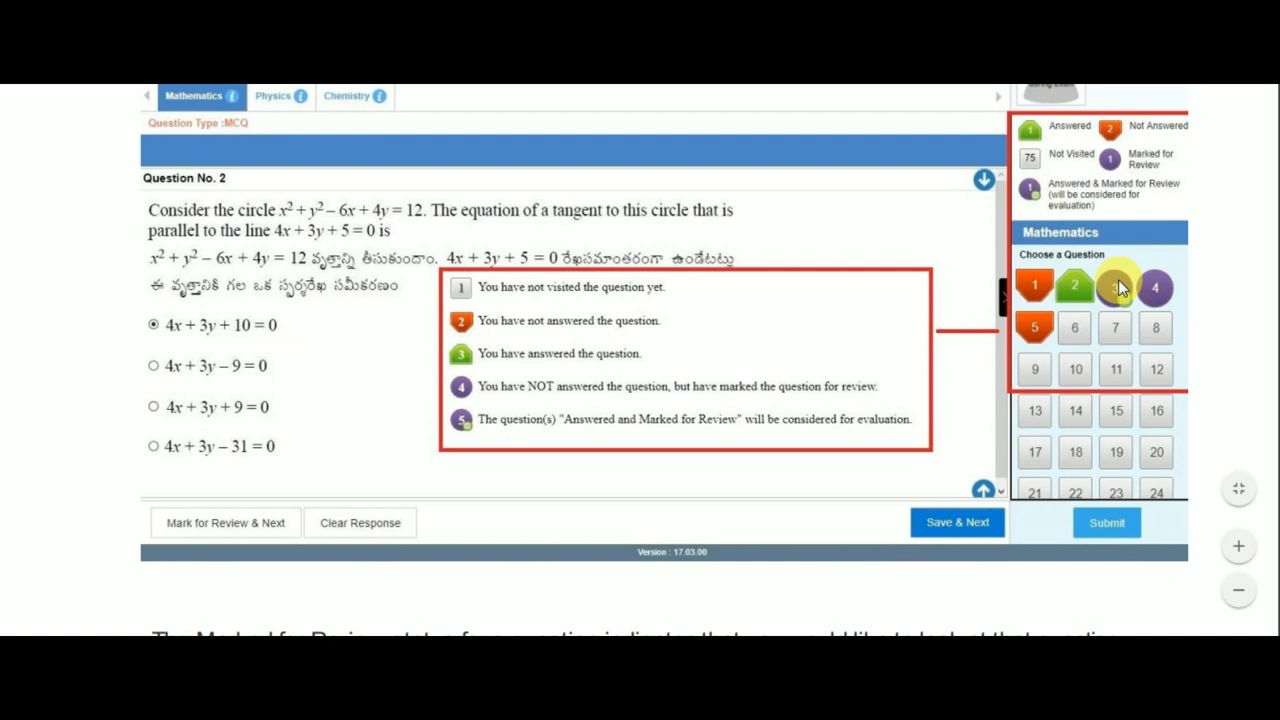 Mathematics i Physics i Chemistry i
Question Type :MCQ
Question No. 2
Consider the circle x² + y² – 6x + 4y = 12. The equation of a tangent to this circle that is
parallel to the line 4x + 3y + 5 = 0 is
x² + y² – 6x + 4y = 12 వృత్తాన్ని తీసుకుందాం. 4x + 3y + 5 = 0 రేఖసమాంతరంగా ఉండేటట్లు
ఈ వృత్తానికి గల ఒక స్పర్శరేఖ సమీకరణం
4x + 3y + 10 = 0
4x + 3y – 9 = 0
4x + 3y + 9 = 0
4x + 3y – 31 = 0
1 You have not visited the question yet.
2 You have not answered the question.
3 You have answered the question.
4 You have NOT answered the question, but have marked the question for review.
5 The question(s) "Answered and Marked for Review" will be considered for evaluation.
Mark for Review & Next Clear Response Save & Next
Version : 17.03.00
1 Answered 2 Not Answered
75 Not Visited 1 Marked for
Review
1 Answered & Marked for Review
(will be considered for
evaluation)
Mathematics
Choose a Question
1 2 3 4
5 6 7 8
9 10 11 12
13 14 15 16
17 18 19 20
21 22 23 24
Submit